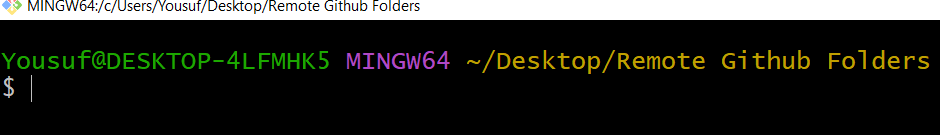 MINGW64:/c/Users/Yousuf/Desktop/Remote Github Folders
Yousuf@DESKTOP-4LFMHK5 MINGW64 ~/Desktop/Remote Github Folders
$